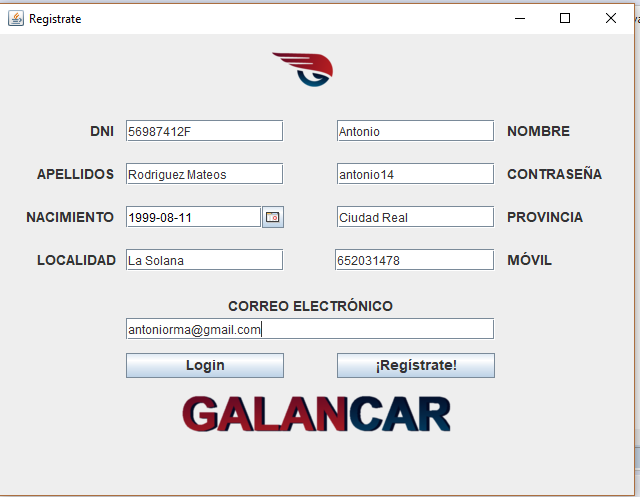 Registrate
DNI 56987412F Antonio NOMBRE
APELLIDOS Rodriguez Mateos antonio14 CONTRASEÑA
NACIMIENTO 1999-08-11 Ciudad Real PROVINCIA
LOCALIDAD La Solana 652031478 MÓVIL
CORREO ELECTRÓNICO
antoniorma@gmail.com
Login ¡Regístrate!
GALANCAR